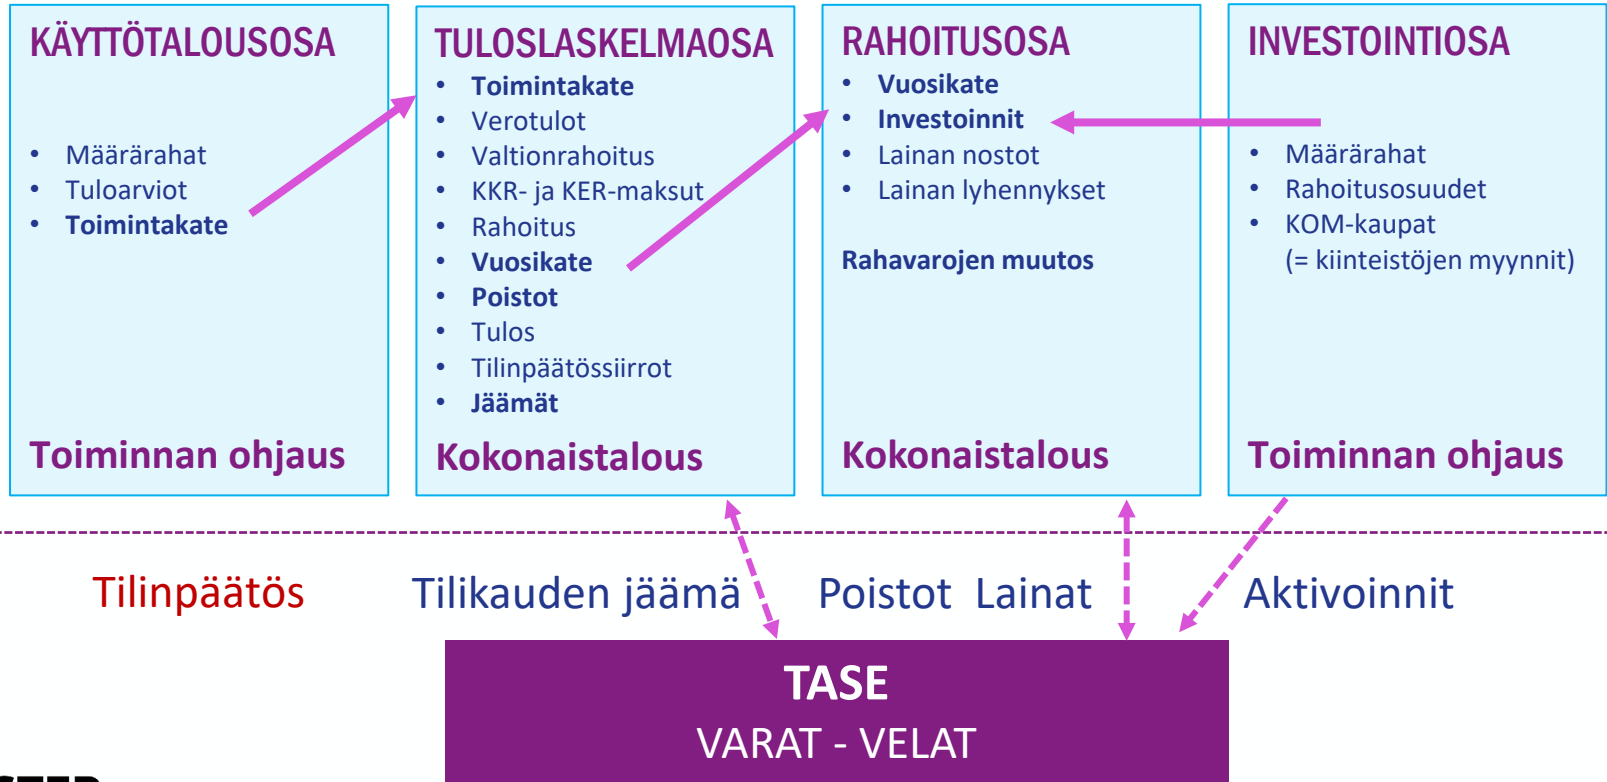 KÄYTTÖTALOUSOSA
• Määrärahat
• Tuloarviot
• Toimintakate
Toiminnan ohjaus
TULOSLASKELMAOSA
• Toimintakate
• Verotulot
• Valtionrahoitus
• KKR- ja KER-maksut
• Rahoitus
• Vuosikate
• Poistot
• Tulos
• Tilinpäätössiirrot
• Jäämät
Kokonaistalous
RAHOITUSOSA
• Vuosikate
• Investoinnit
• Lainan nostot
• Lainan lyhennykset
Rahavarojen muutos
Kokonaistalous
INVESTOINTIOSA
• Määrärahat
• Rahoitusosuudet
• KOM-kaupat
(= kiinteistöjen myynnit)
Toiminnan ohjaus
Tilinpäätös
Tilikauden jäämä
Poistot Lainat
Aktivoinnit
TASE
VARAT - VELAT